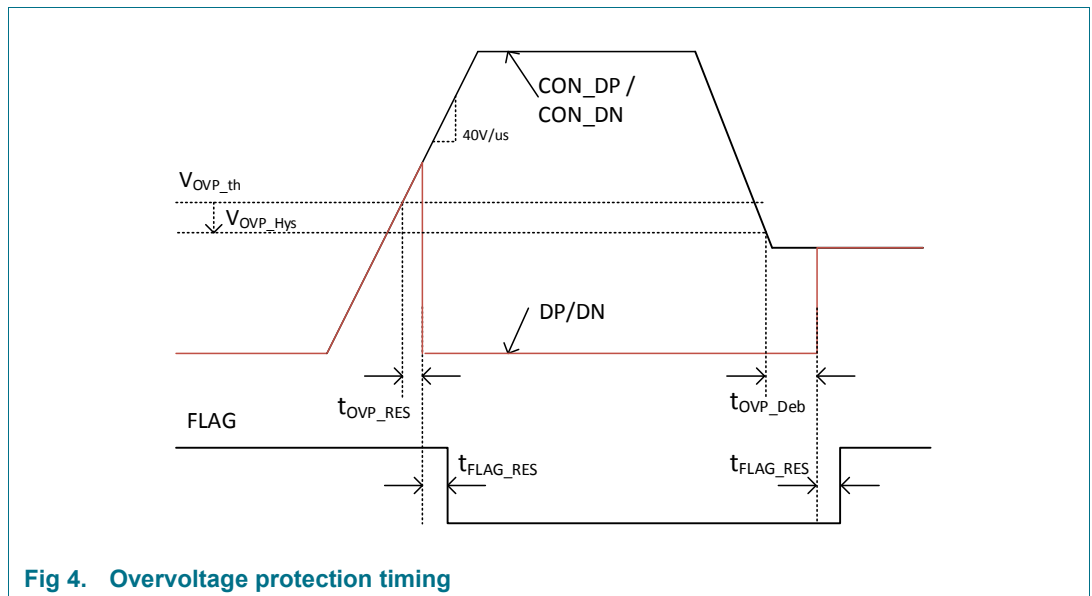 CON_DP /
CON_DN
40V/us
VOVP_th
VOVP_Hys
DP/DN
tOVP_RES
tOVP_Deb
FLAG
tFLAG_RES
tFLAG_RES
Fig 4. Overvoltage protection timing